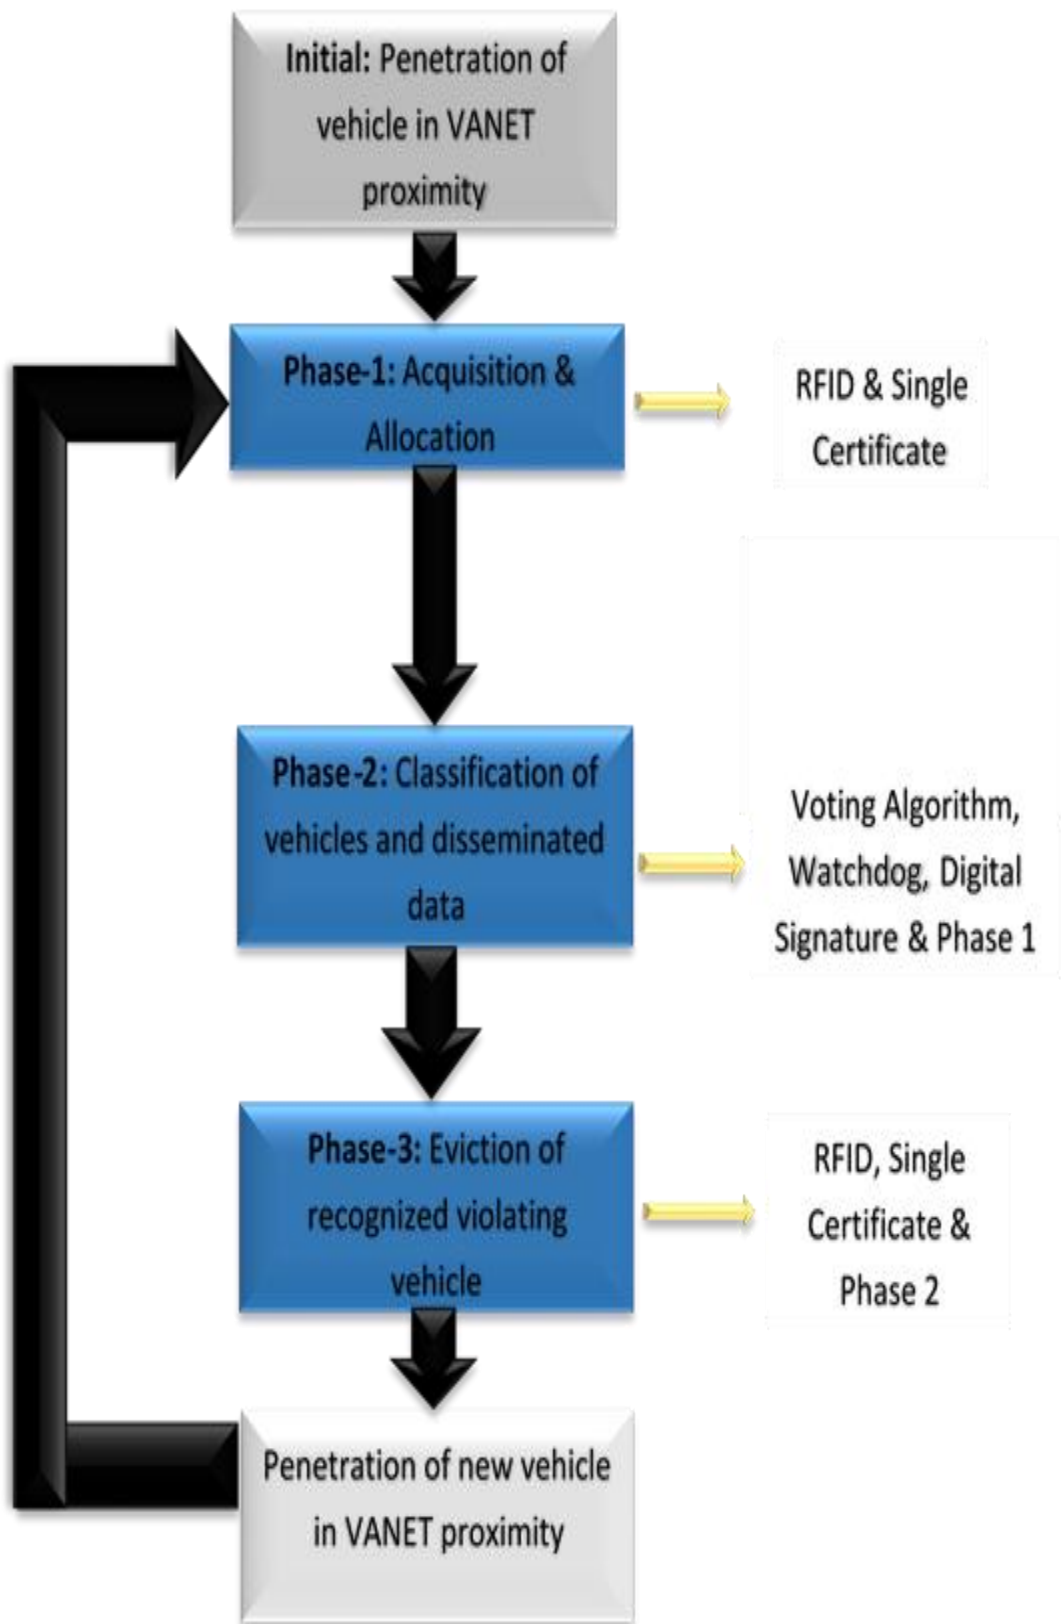 Initial: Penetration of
vehicle in VANET
proximity
Phase-1: Acquisition &
Allocation
RFID & Single
Certificate
Phase-2: Classification of
vehicles and disseminated
data
Voting Algorithm,
Watchdog, Digital
Signature & Phase 1
Phase-3: Eviction of
recognized violating
vehicle
RFID, Single
Certificate &
Phase 2
Penetration of new vehicle
in VANET proximity